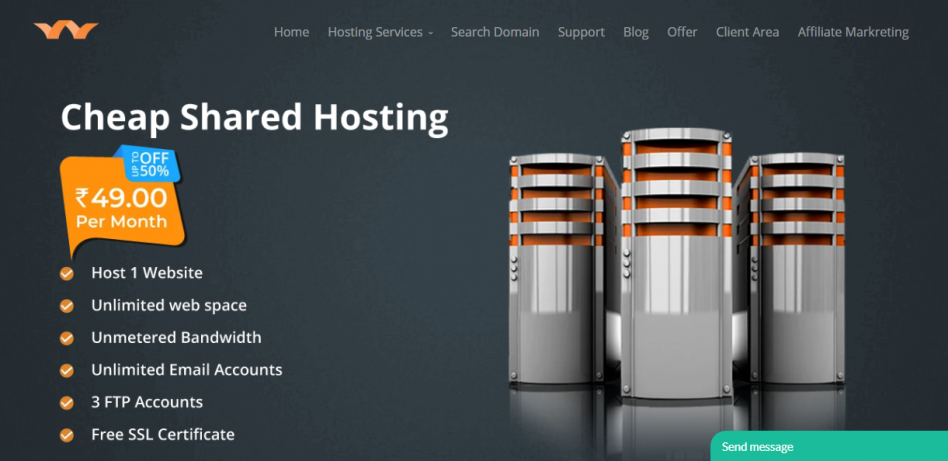 Home Hosting Services Search Domain Support Blog Offer Client Area Affiliate Markreting
Cheap Shared Hosting
UP TO OFF 50%
₹49.00
Per Month
Host 1 Website
Unlimited web space
Unmetered Bandwidth
Unlimited Email Accounts
3 FTP Accounts
Free SSL Certificate
Send message